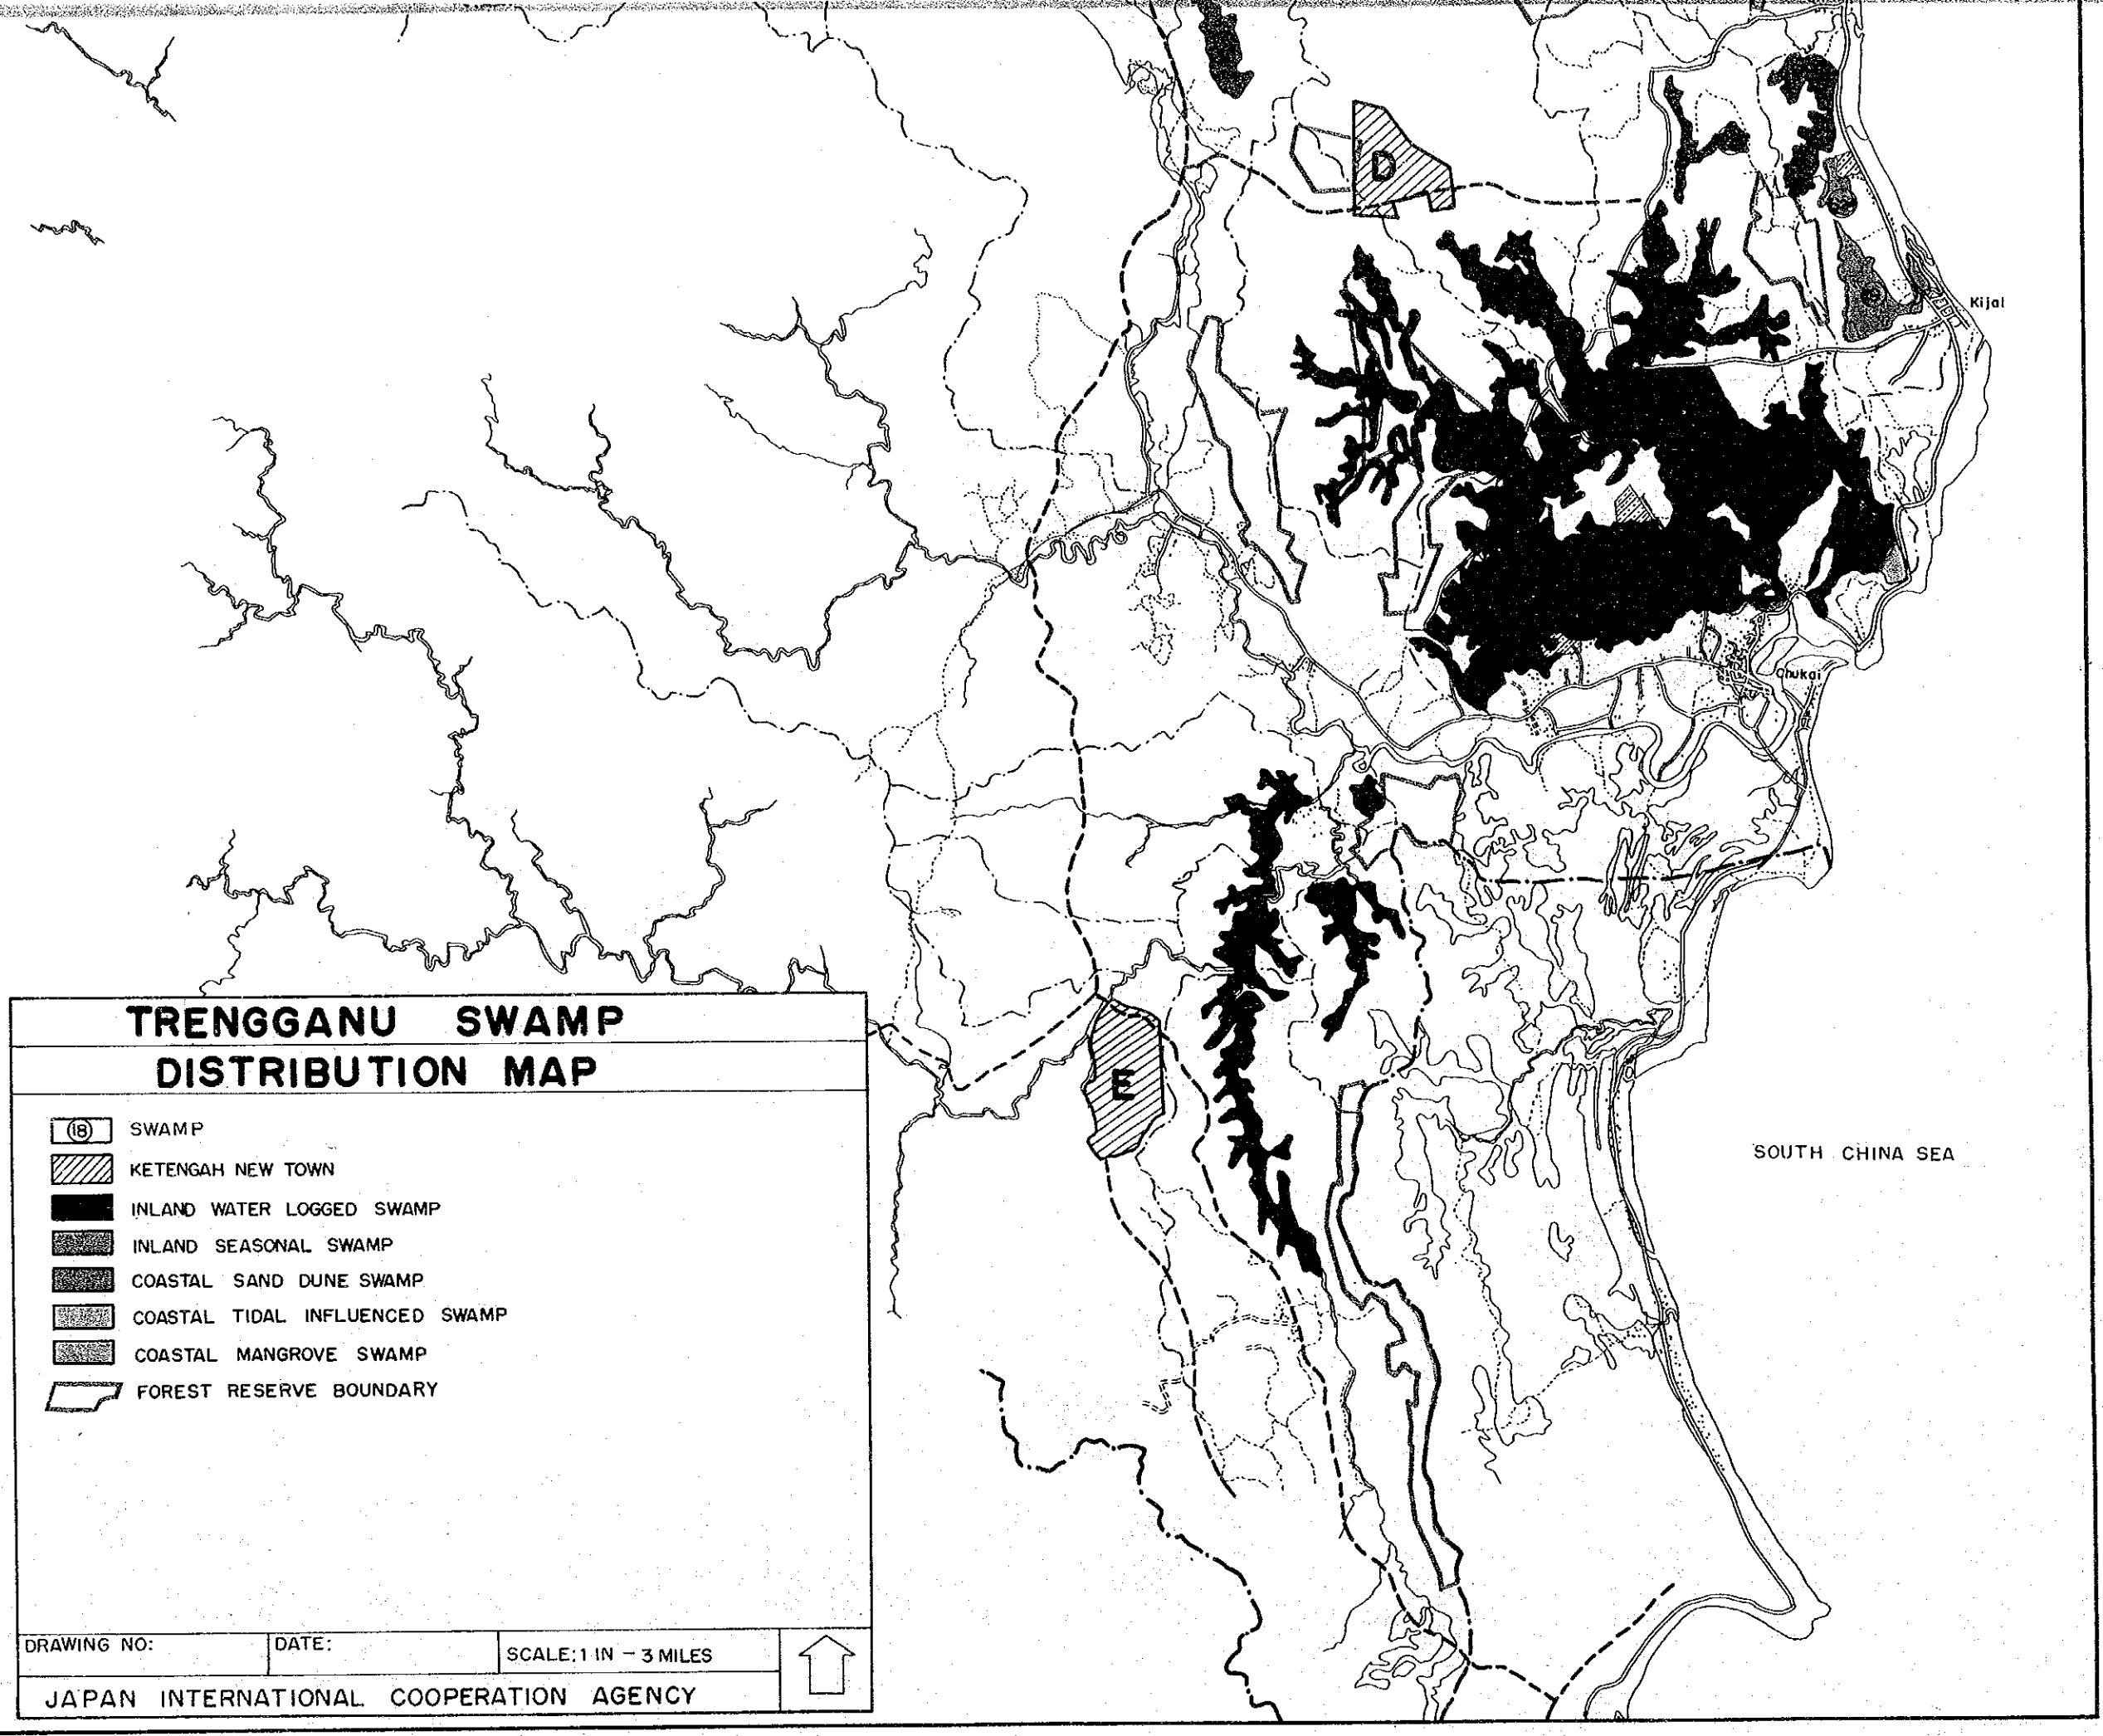 D
Kijal
Chukai
TRENGGANU SWAMP
DISTRIBUTION MAP
18 SWAMP
KETENGAH NEW TOWN
INLAND WATER LOGGED SWAMP
INLAND SEASONAL SWAMP
COASTAL SAND DUNE SWAMP
COASTAL TIDAL INFLUENCED SWAMP
COASTAL MANGROVE SWAMP
FOREST RESERVE BOUNDARY
E
SOUTH CHINA SEA
DRAWING NO:
DATE:
SCALE: 1 IN - 3 MILES
JAPAN INTERNATIONAL COOPERATION AGENCY